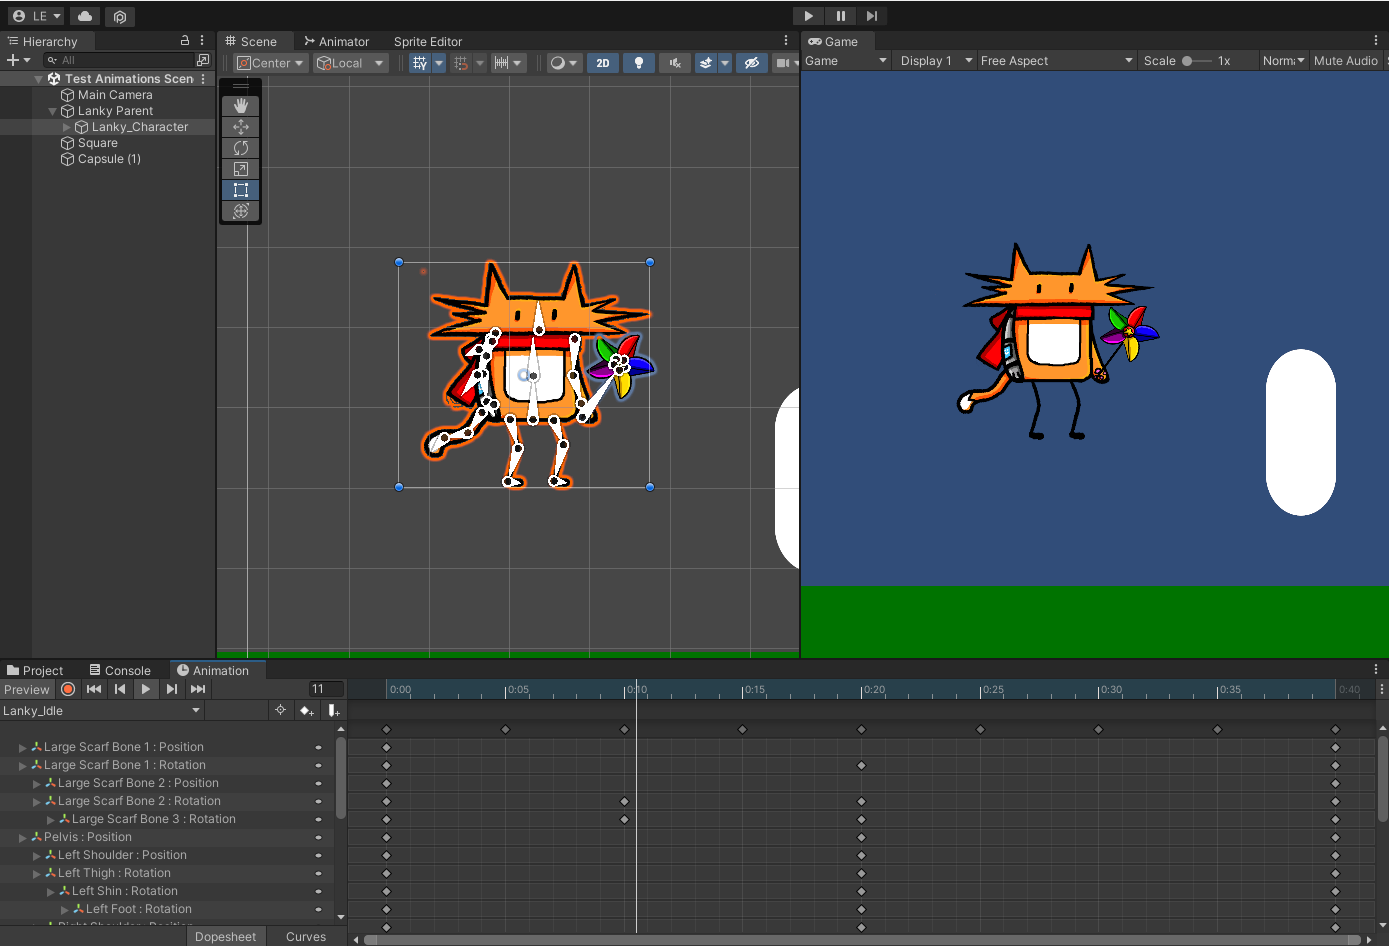 LE
Hierarchy
All
Test Animations Scen
Main Camera
Lanky Parent
Lanky_Character
Square
Capsule (1)
Scene
Animator
Sprite Editor
Center
Local
2D
Game
Game
Display 1
Free Aspect
Scale
1x
Norma
Mute Audio
Project
Console
Animation
Preview
11
Lanky_Idle
0:00
0:05
0:10
0:15
0:20
0:25
0:30
0:35
0:40
Large Scarf Bone 1 : Position
Large Scarf Bone 1 : Rotation
Large Scarf Bone 2 : Position
Large Scarf Bone 2 : Rotation
Large Scarf Bone 3 : Rotation
Pelvis : Position
Left Shoulder : Position
Left Thigh : Rotation
Left Shin : Rotation
Left Foot : Rotation
Right Shoulder : Position
Dopesheet
Curves